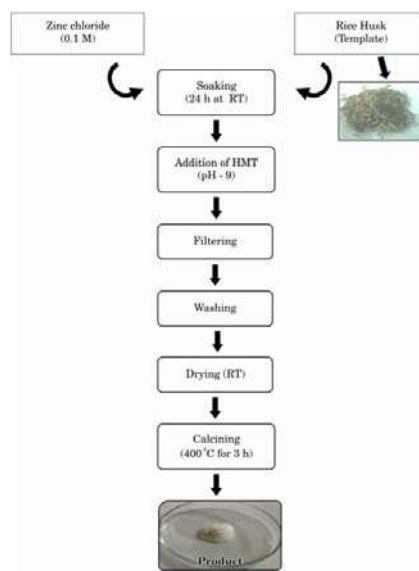 Zinc chloride
(0.1 M)
Rice Husk
(Template)
Soaking
(24 h at RT)
Addition of HMT
(pH - 9)
Filtering
Washing
Drying (RT)
Calcining
(400°C for 3 h)
Product